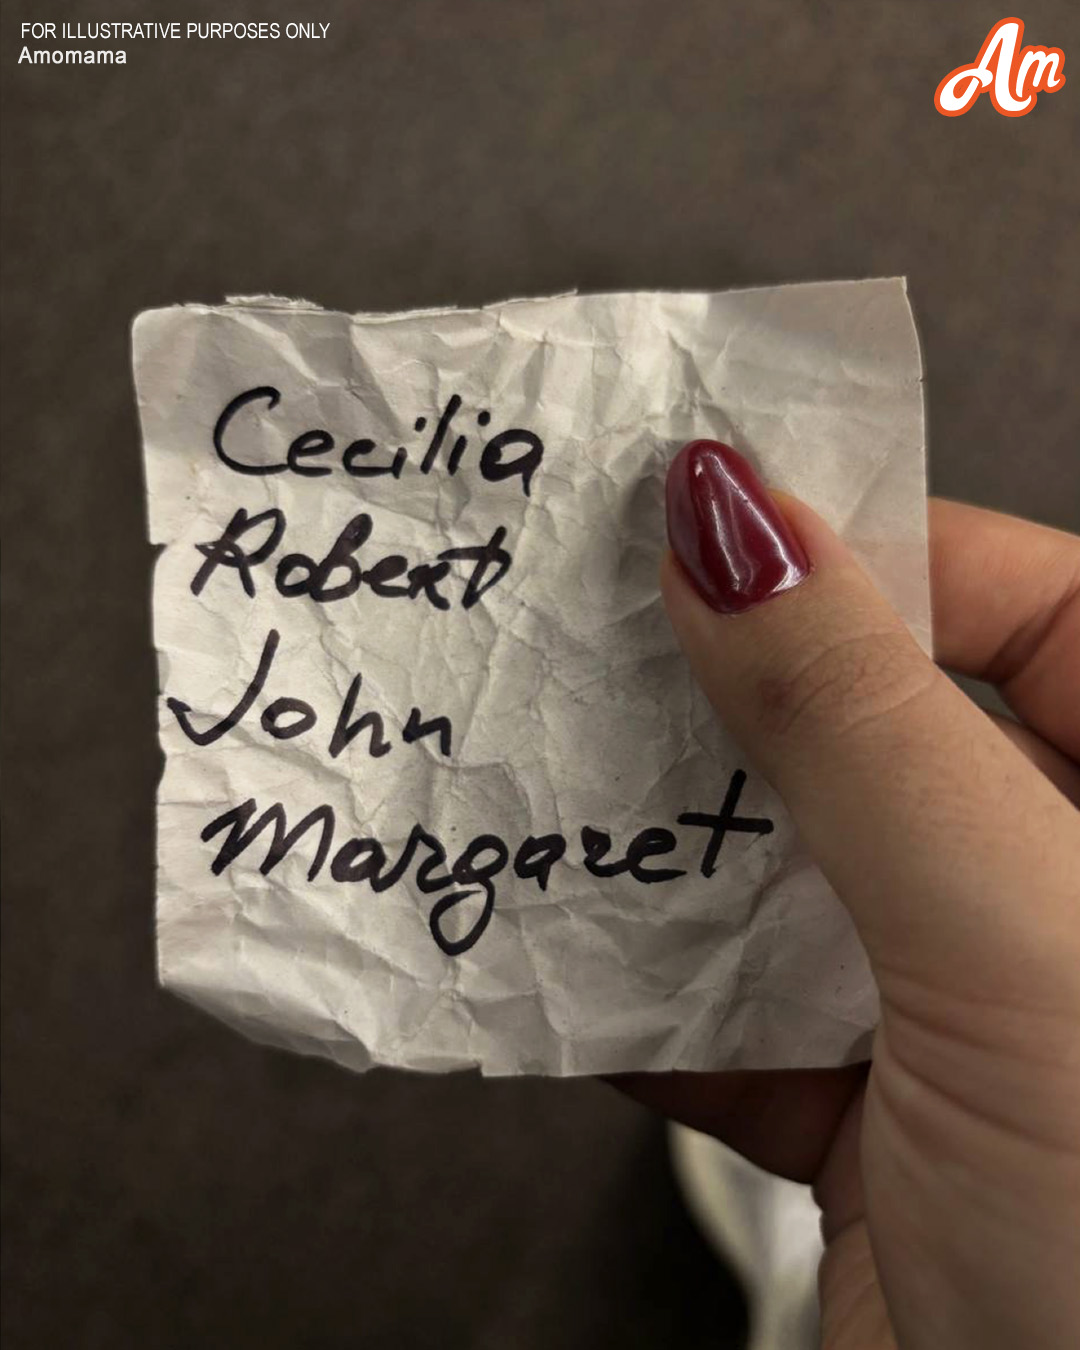 FOR ILLUSTRATIVE PURPOSES ONLY
Amomama
Am
Cecilia
Robert
John
Margaret